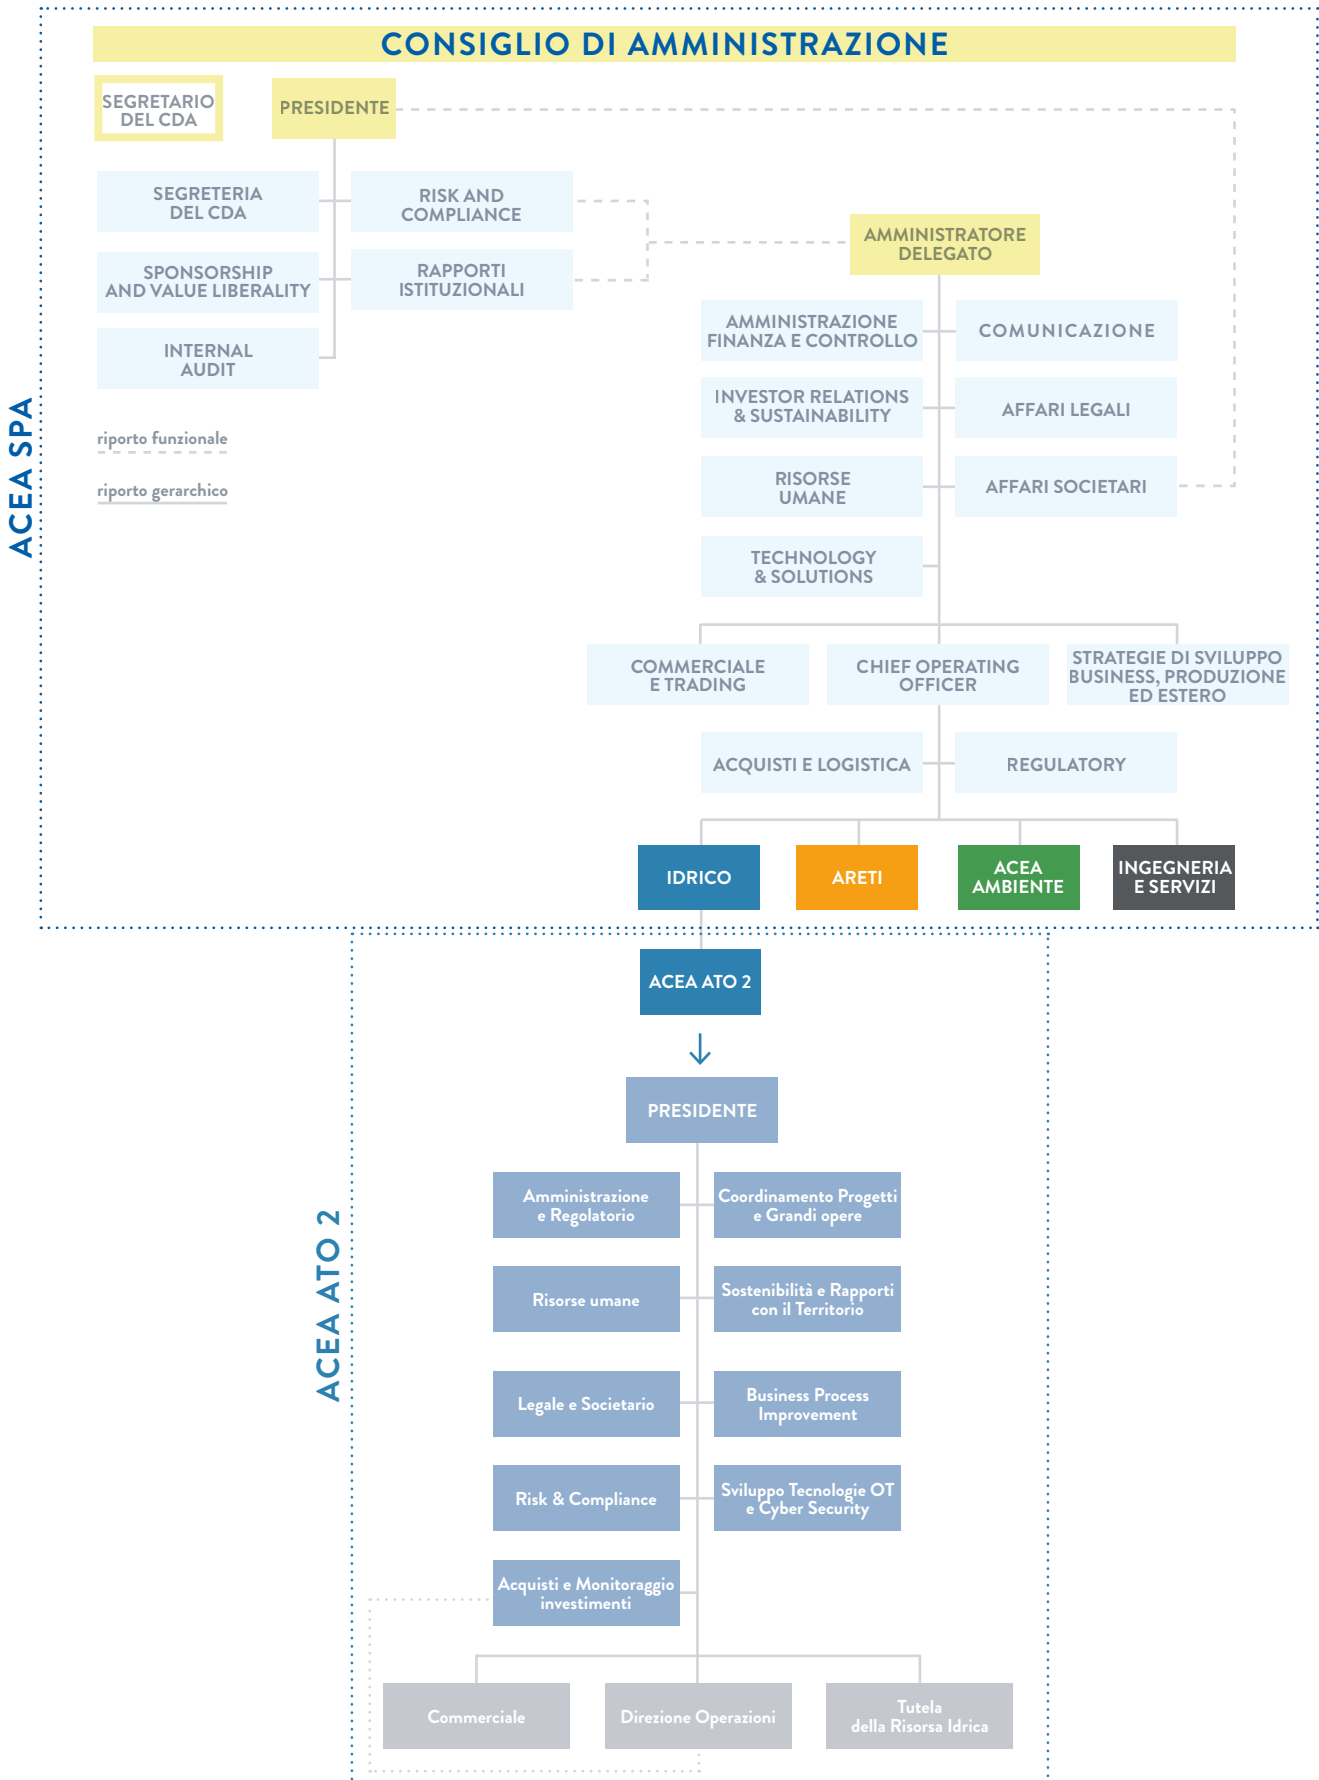 CONSIGLIO DI AMMINISTRAZIONE
SEGRETARIO
DEL CDA
PRESIDENTE
SEGRETERIA
DEL CDA
RISK AND
COMPLIANCE
SPONSORSHIP
AND VALUE LIBERALITY
RAPPORTI
ISTITUZIONALI
INTERNAL
AUDIT
riporto funzionale
riporto gerarchico
ACEA SPA
AMMINISTRATORE
DELEGATO
AMMINISTRAZIONE
FINANZA E CONTROLLO
COMUNICAZIONE
INVESTOR RELATIONS
& SUSTAINABILITY
AFFARI LEGALI
RISORSE
UMANE
AFFARI SOCIETARI
TECHNOLOGY
& SOLUTIONS
COMMERCIALE
E TRADING
CHIEF OPERATING
OFFICER
STRATEGIE DI SVILUPPO
BUSINESS, PRODUZIONE
ED ESTERO
ACQUISTI E LOGISTICA
REGULATORY
IDRICO
ARETI
ACEA
AMBIENTE
INGEGNERIA
E SERVIZI
ACEA ATO 2
ACEA ATO 2
PRESIDENTE
Amministrazione
e Regolatorio
Coordinamento Progetti
e Grandi opere
Risorse umane
Sostenibilità e Rapporti
con il Territorio
Legale e Societario
Business Process
Improvement
Risk & Compliance
Sviluppo Tecnologie OT
e Cyber Security
Acquisti e Monitoraggio
investimenti
Commerciale
Direzione Operazioni
Tutela
della Risorsa Idrica